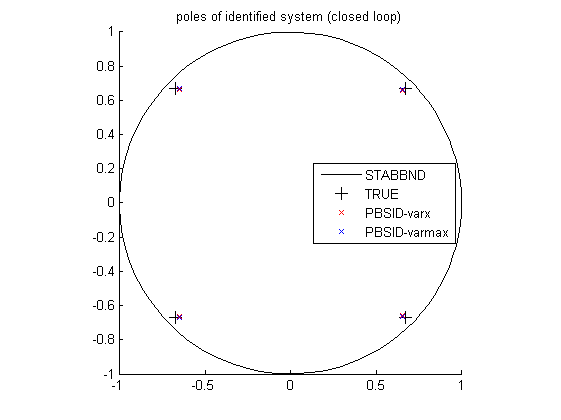 poles of identified system (closed loop)
1
0.8
0.6
0.4
0.2
0
-0.2
-0.4
-0.6
-0.8
-1
STABBND
TRUE
PBSID-varx
PBSID-varmax
-1 -0.5 0 0.5 1